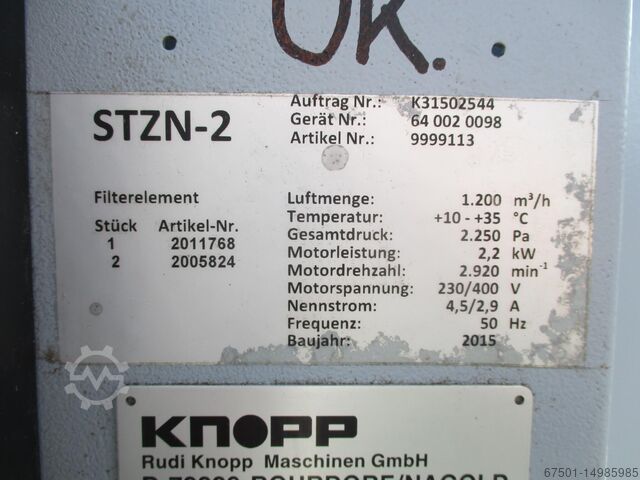 OK.
STZN-2
Auftrag Nr.: K31502544
Gerät Nr.: 64 002 0098
Artikel Nr.: 9999113
Filterelement
Stück Artikel-Nr.
1 2011768
2 2005824
Luftmenge: 1.200 m³/h
Temperatur: +10 - +35 °C
Gesamtdruck: 2.250 Pa
Motorleistung: 2,2 kW
Motordrehzahl: 2.920 min⁻¹
Motorspannung: 230/400 V
Nennstrom: 4,5/2,9 A
Frequenz: 50 Hz
Baujahr: 2015
KNOPP
Rudi Knopp Maschinen GmbH
ROHRDORF/NAGOLD
67501-14985985